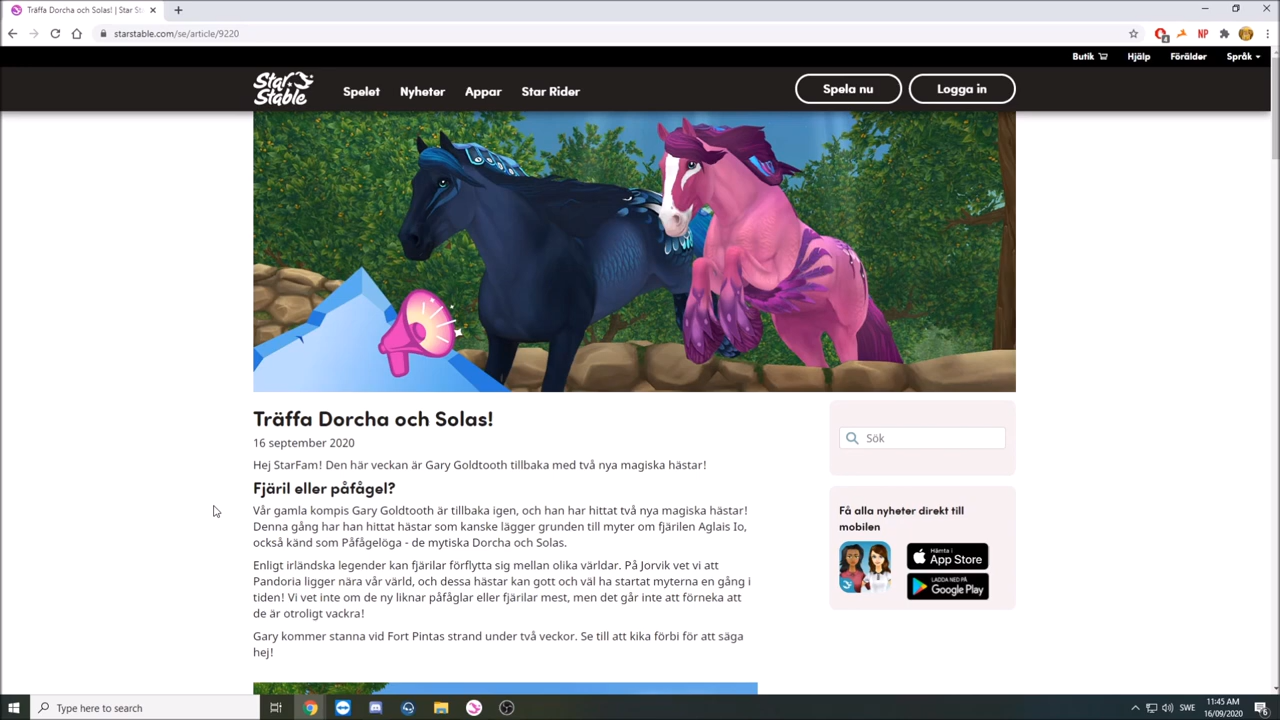 Träffa Dorcha och Solas! | Star St
starstable.com/se/article/9220
NP
Butik
Hjälp
Förälder
Språk
Star Stable
Spelet
Nyheter
Appar
Star Rider
Spela nu
Logga in
Träffa Dorcha och Solas!
16 september 2020
Hej StarFam! Den här veckan är Gary Goldtooth tillbaka med två nya magiska hästar!
Fjäril eller påfågel?
Vår gamla kompis Gary Goldtooth är tillbaka igen, och han har hittat två nya magiska hästar!
Denna gång har han hittat hästar som kanske lägger grunden till myter om fjärilen Aglais Io,
också känd som Påfågelöga - de mytiska Dorcha och Solas.
Enligt irländska legender kan fjärilar förflytta sig mellan olika världar. På Jorvik vet vi att
Pandoria ligger nära vår värld, och dessa hästar kan gott och väl ha startat myterna en gång i
tiden! Vi vet inte om de ny liknar påfåglar eller fjärilar mest, men det går inte att förneka att
de är otroligt vackra!
Gary kommer stanna vid Fort Pintas strand under två veckor. Se till att kika förbi för att säga
hej!
Sök
Få alla nyheter direkt till
mobilen
Hämta i
App Store
LADDA NED PÅ
Google Play
Type here to search
SWE
11:45 AM
16/09/2020